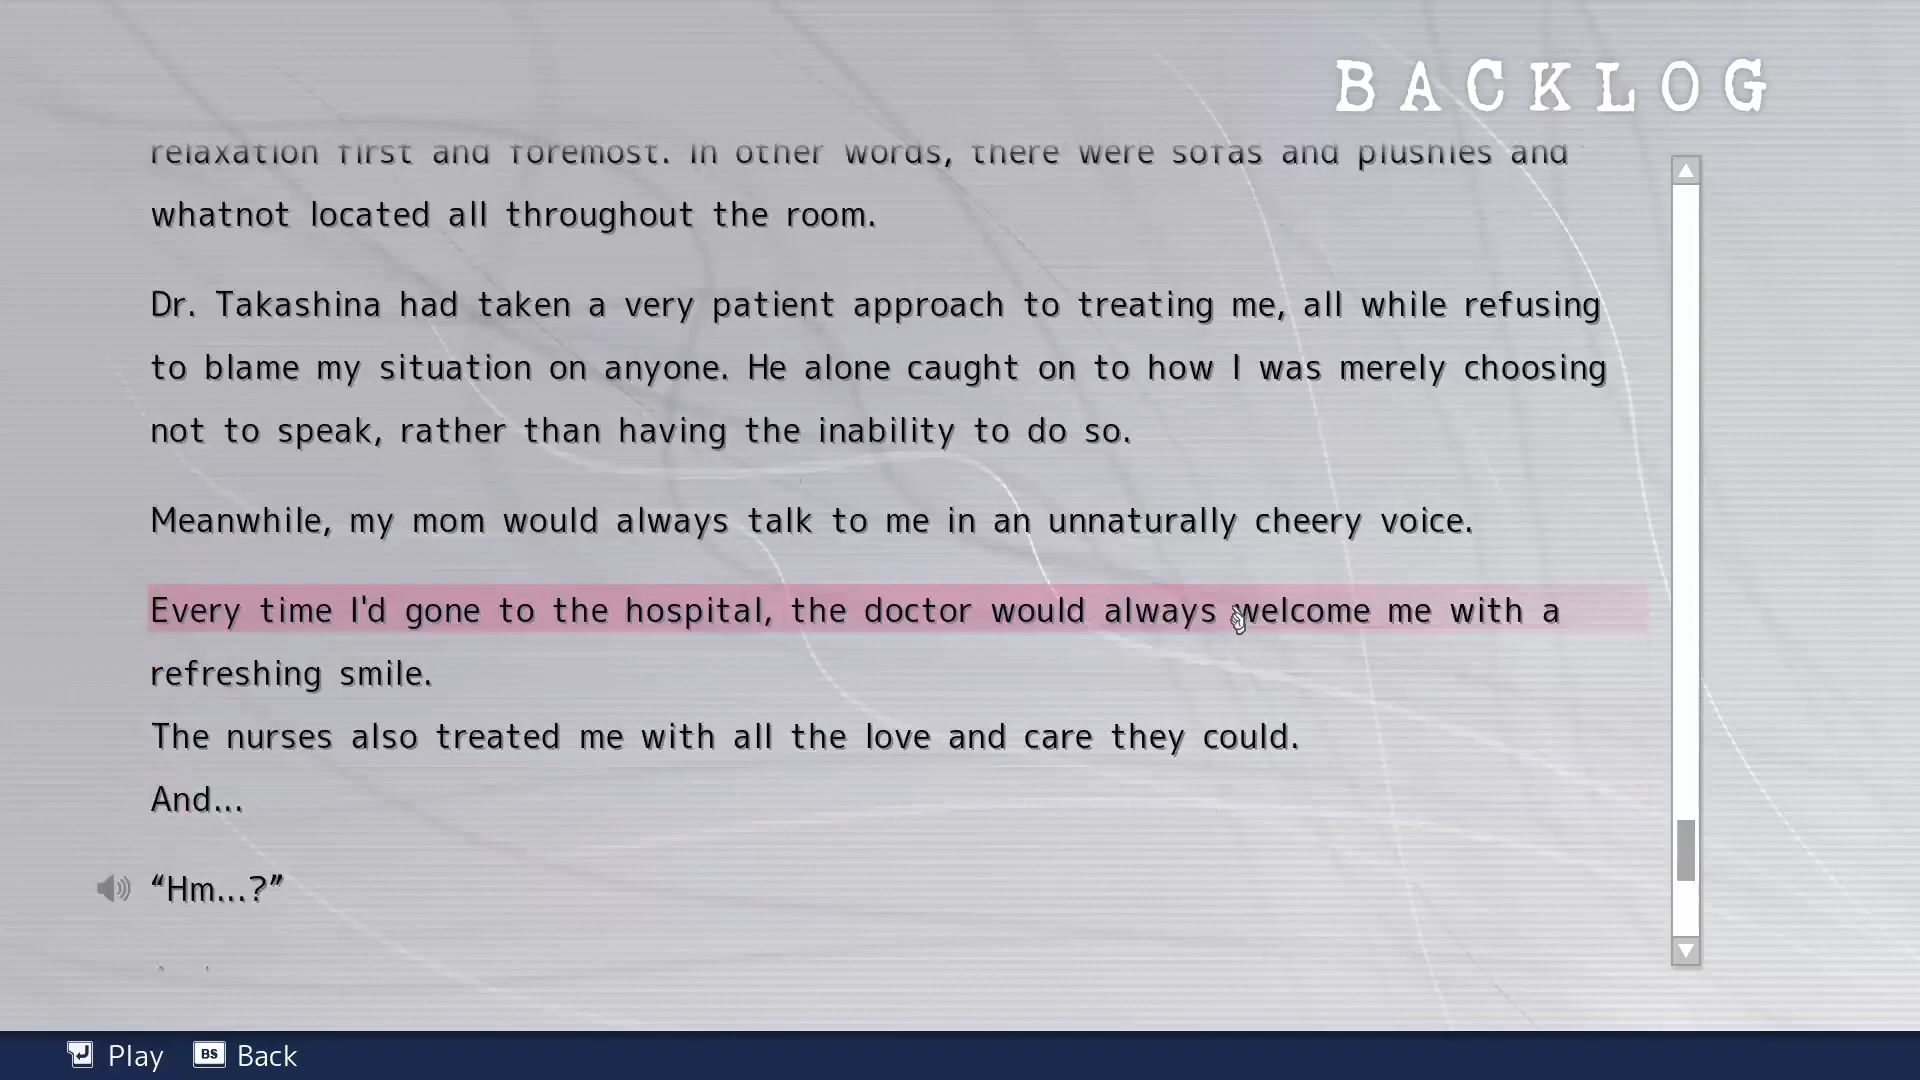 BACKLOG
relaxation first and foremost. In other words, there were sofas and plushies and
whatnot located all throughout the room.
Dr. Takashina had taken a very patient approach to treating me, all while refusing
to blame my situation on anyone. He alone caught on to how I was merely choosing
not to speak, rather than having the inability to do so.
Meanwhile, my mom would always talk to me in an unnaturally cheery voice.
Every time I'd gone to the hospital, the doctor would always welcome me with a
refreshing smile.
The nurses also treated me with all the love and care they could.
And...
“Hm...?”
Play BS Back